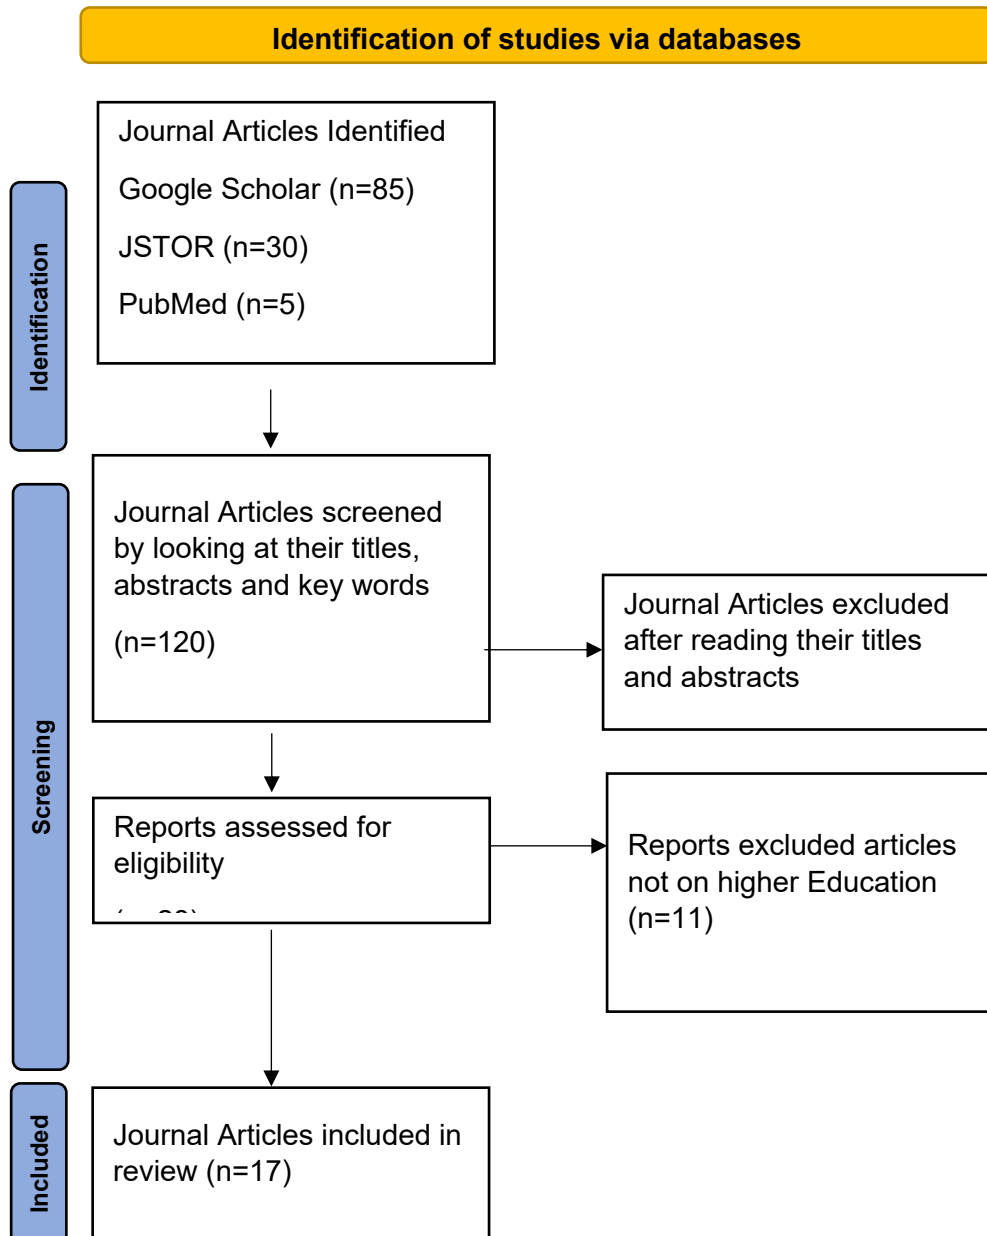 Identification of studies via databases
Journal Articles Identified
Google Scholar (n=85)
JSTOR (n=30)
PubMed (n=5)
Identification
Journal Articles screened
by looking at their titles,
abstracts and key words
(n=120)
Journal Articles excluded
after reading their titles
and abstracts
Screening
Reports assessed for
eligibility
Reports excluded articles
not on higher Education
(n=11)
Included
Journal Articles included in
review (n=17)